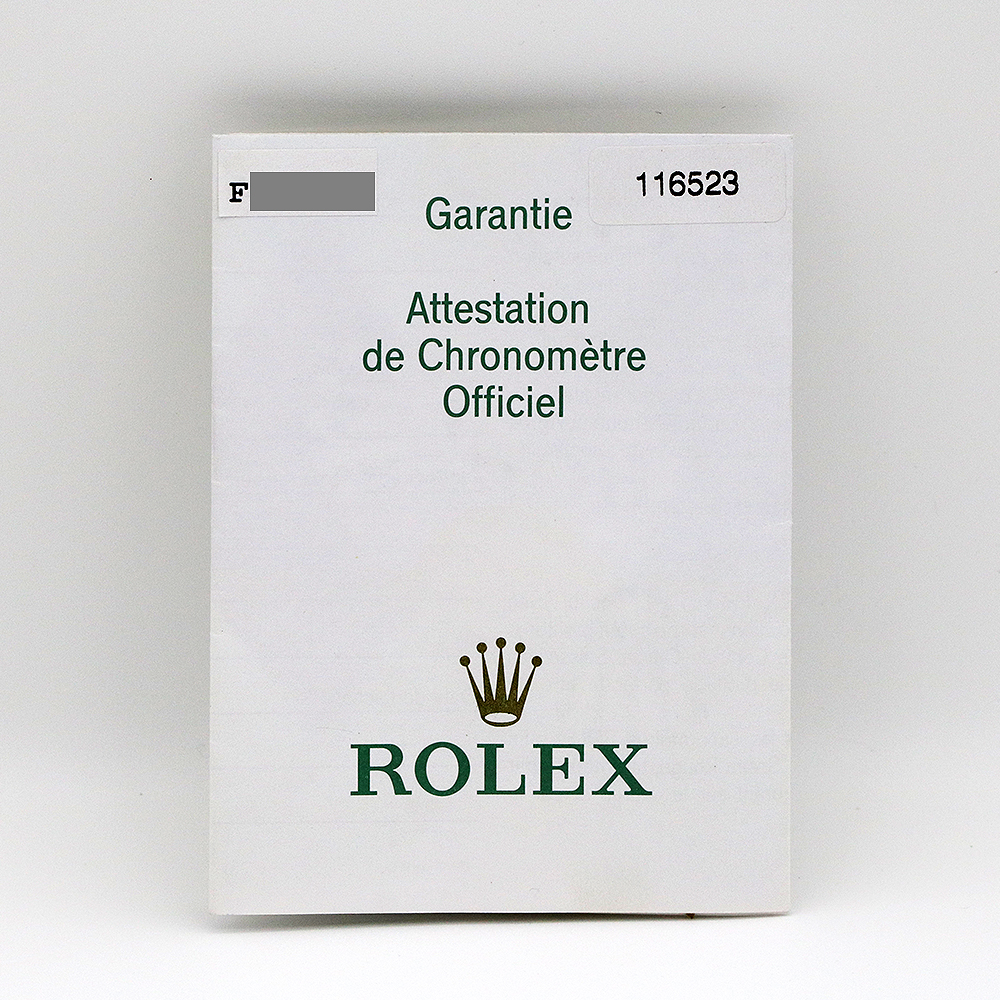 F
116523
Garantie
Attestation
de Chronomètre
Officiel
ROLEX